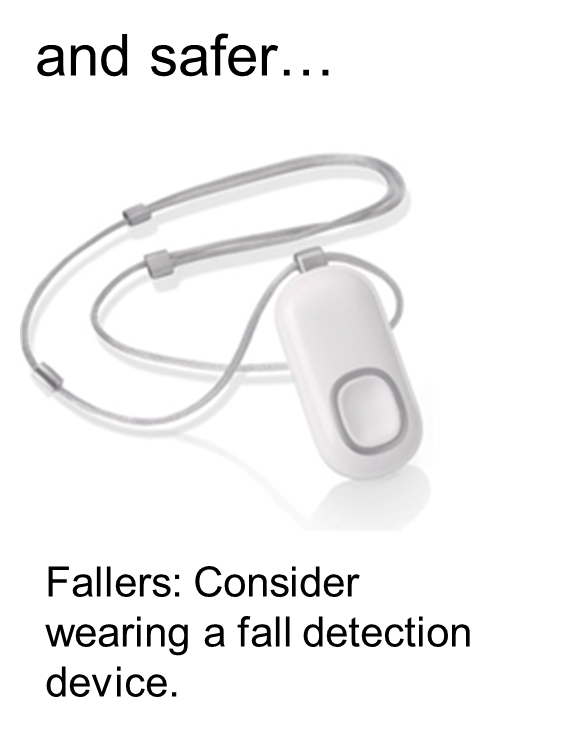 and safer…
Fallers: Consider
wearing a fall detection
device.